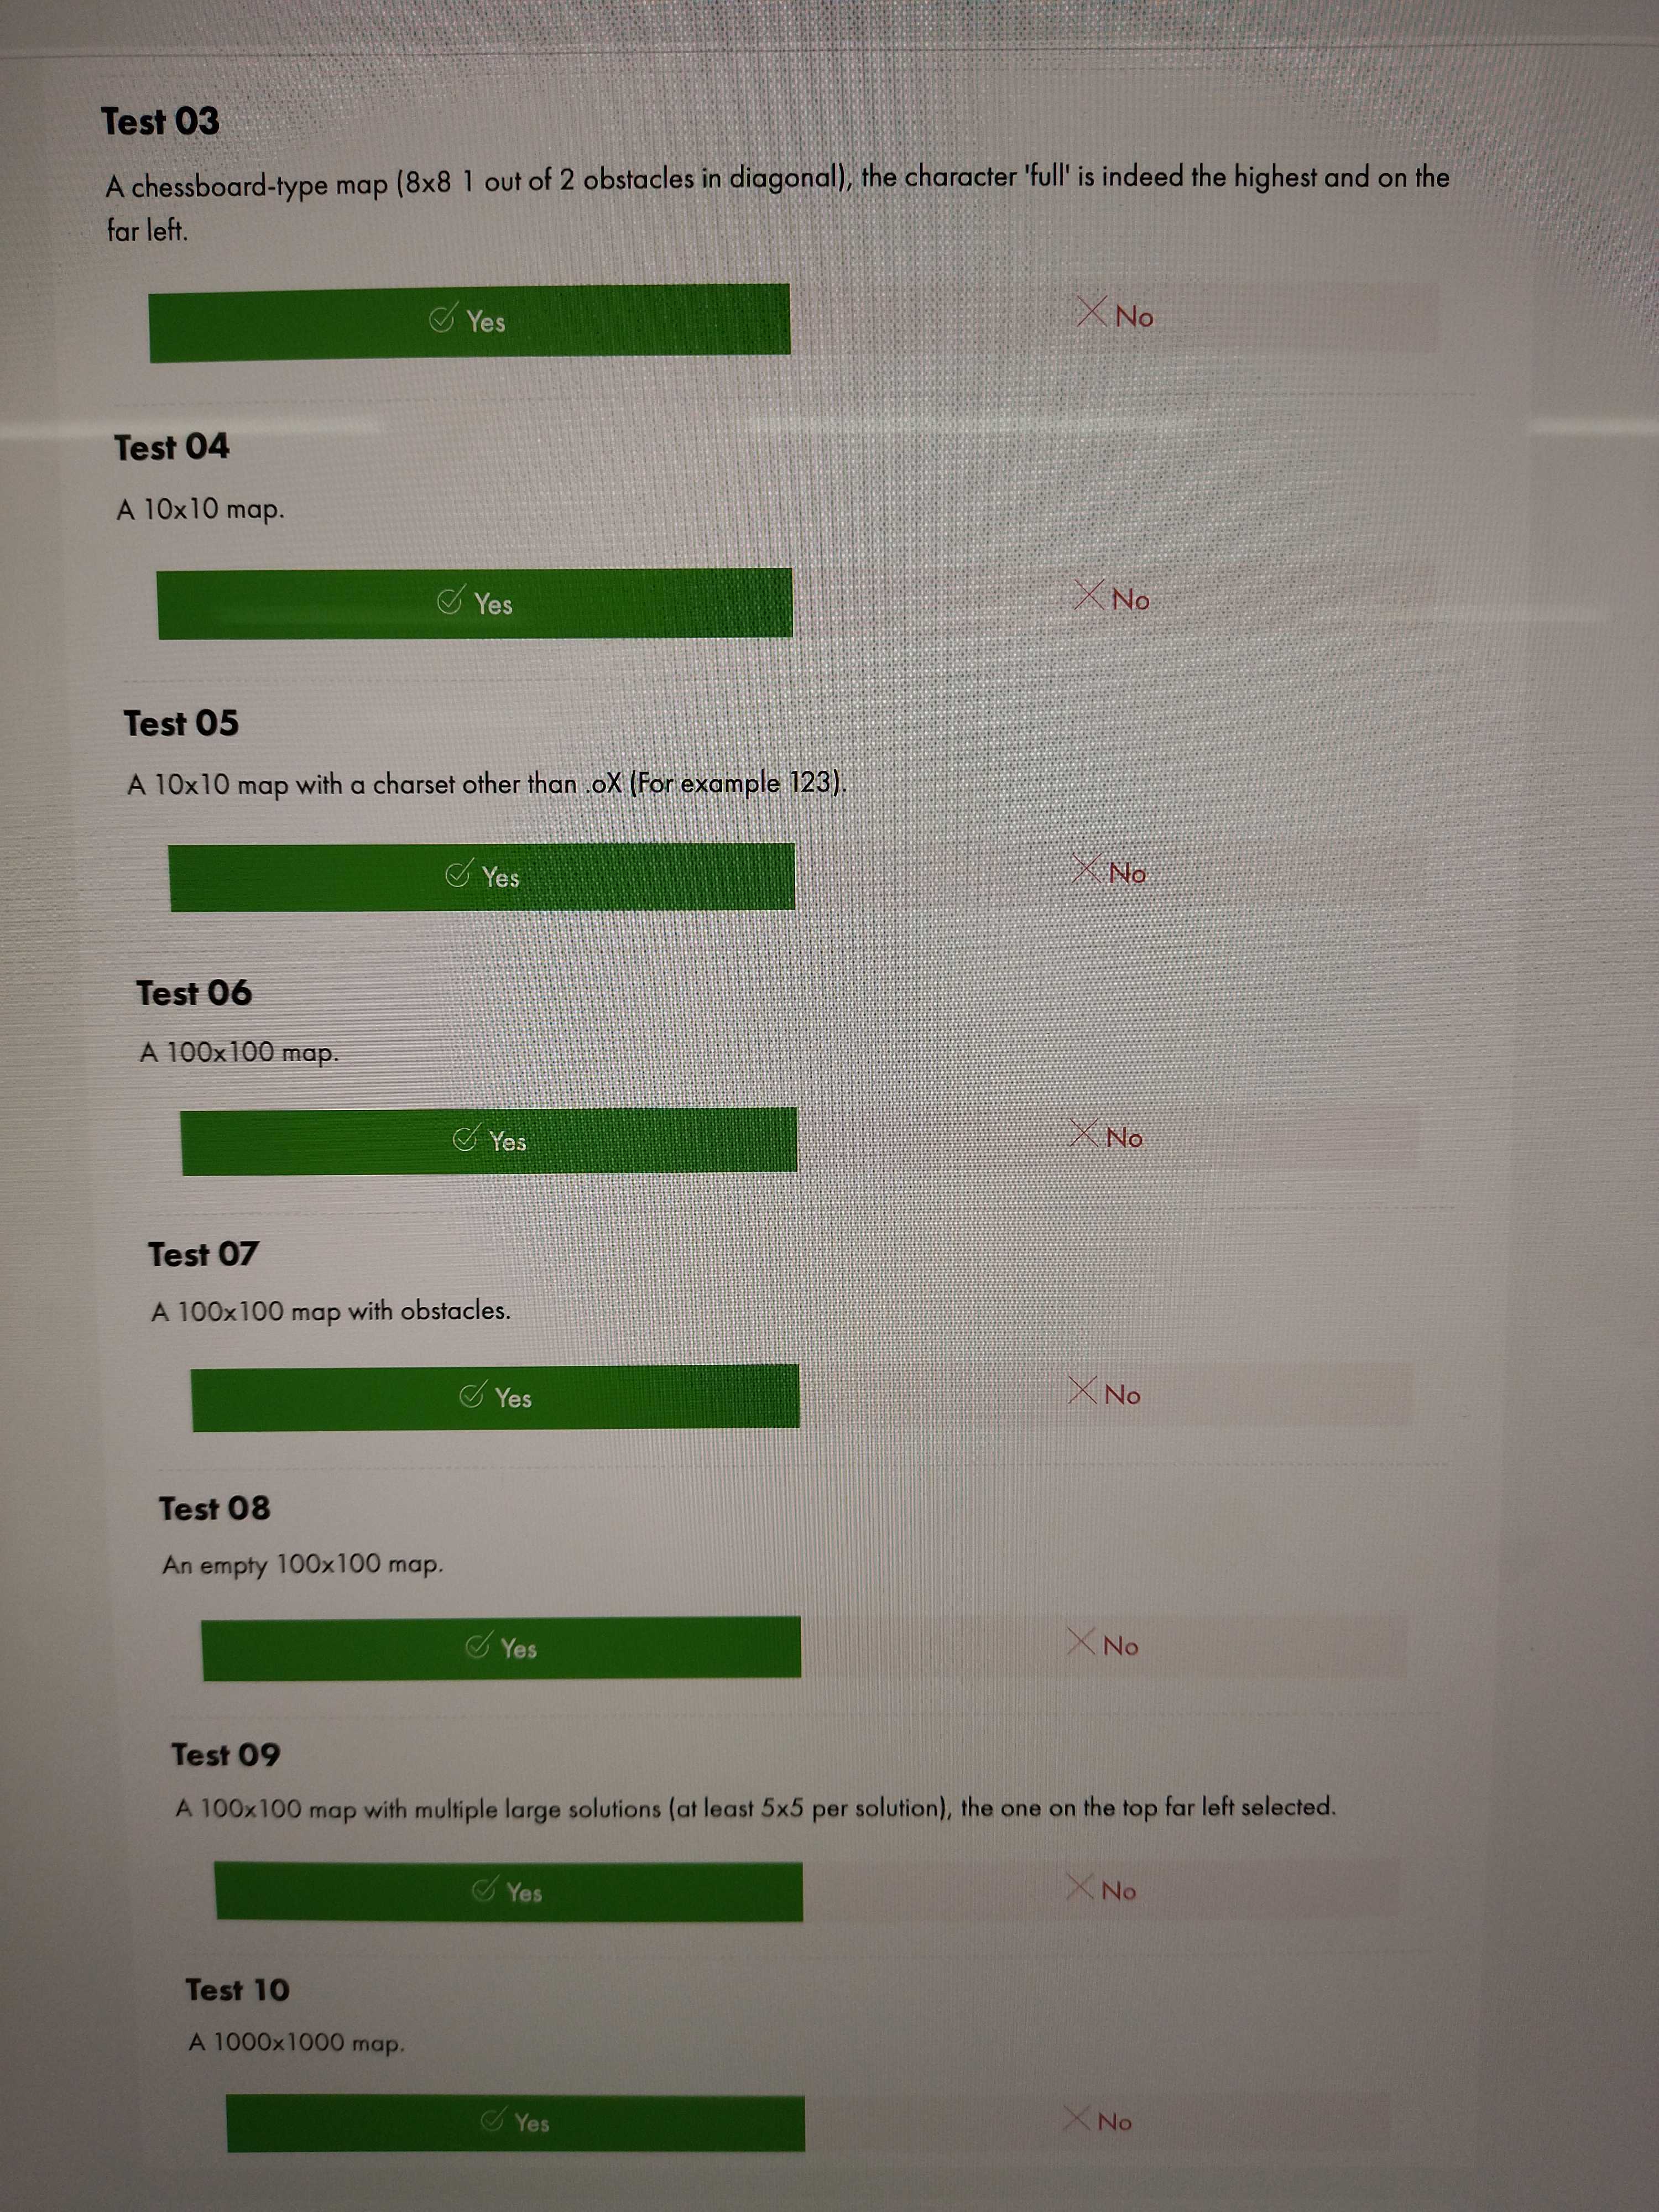 Test 03
A chessboard-type map (8x8 1 out of 2 obstacles in diagonal), the character 'full' is indeed the highest and on the
far left.
Yes
No
Test 04
A 10x10 map.
Yes
No
Test 05
A 10x10 map with a charset other than .oX (For example 123).
Yes
No
Test 06
A 100x100 map.
Yes
No
Test 07
A 100x100 map with obstacles.
Yes
No
Test 08
An empty 100x100 map.
Yes
No
Test 09
A 100x100 map with multiple large solutions (at least 5x5 per solution), the one on the top far left selected.
Yes
No
Test 10
A 1000x1000 map.
Yes
No